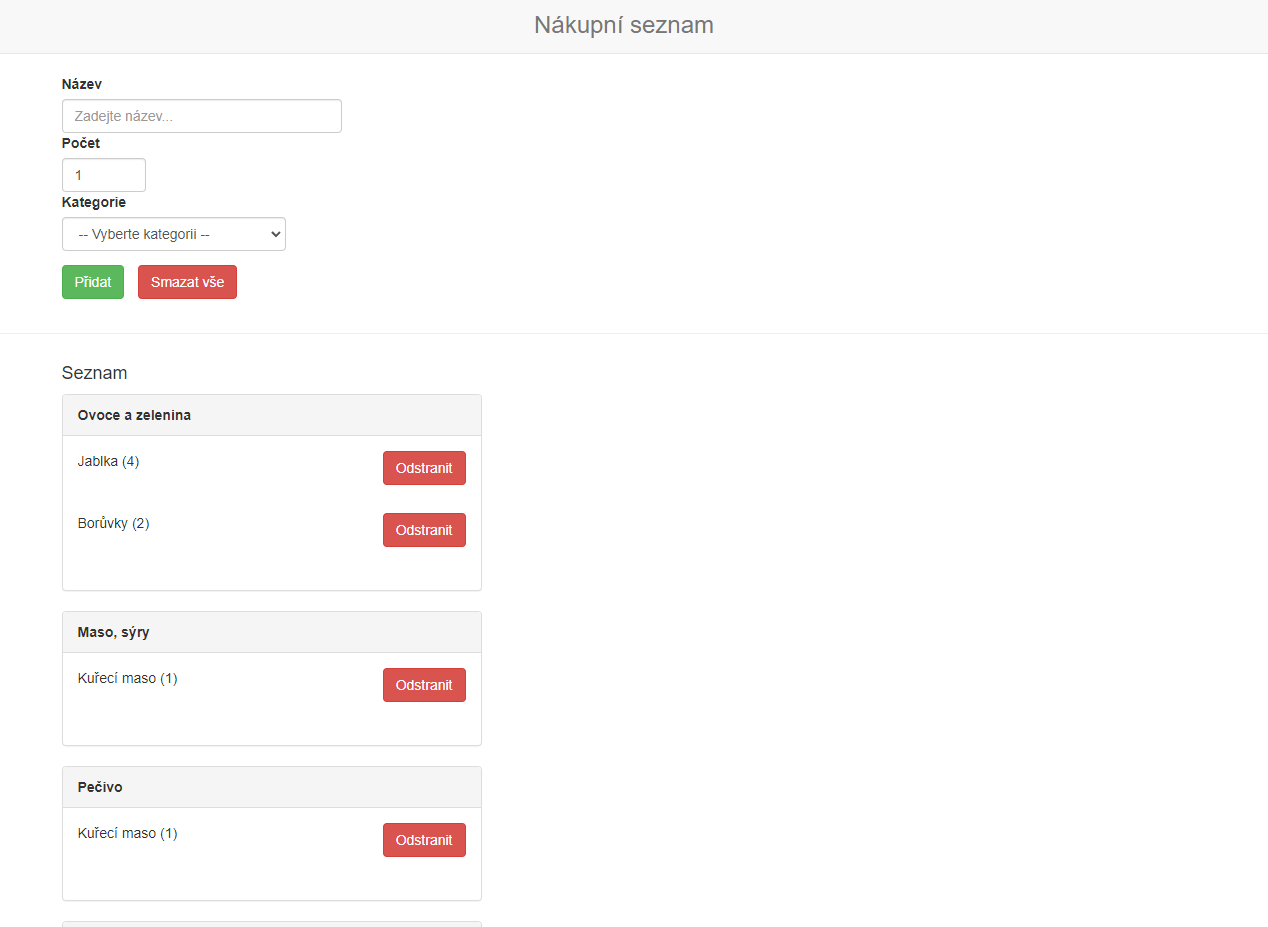 Nákupní seznam
Název
Zadejte název...
Počet
1
Kategorie
-- Vyberte kategorii --
Přidat Smazat vše
Seznam
Ovoce a zelenina
Jablka (4) Odstranit
Borůvky (2) Odstranit
Maso, sýry
Kuřecí maso (1) Odstranit
Pečivo
Kuřecí maso (1) Odstranit